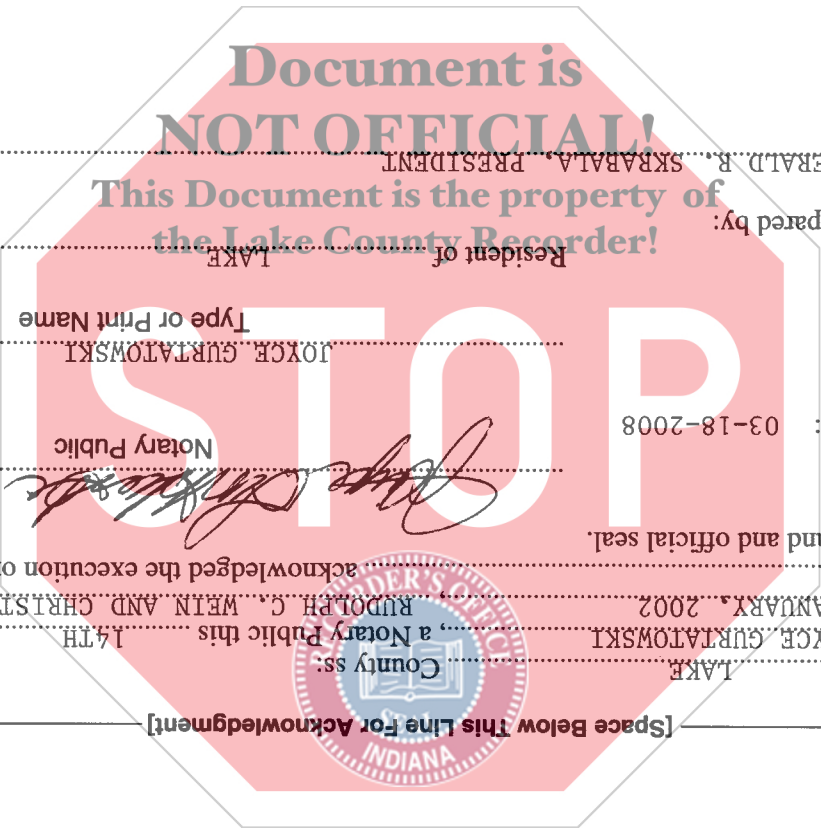 Document is
NOT OFFICIAL!
This Document is the property of
the Lake County Recorder!
STOP
RECORDER'S OFFICE
SEAL
INDIANA
[Space Below This Line For Acknowledgment]
LAKE County ss:
YCE GURTATOWSKI, a Notary Public this 14TH
ANUARY, 2002, RUDOLPH C. WEIN AND CHRIST
acknowledged the execution o
and official seal.
Notary Public
: 03-18-2008
JOYCE GURTATOWSKI
Type or Print Name
Resident of LAKE
pared by:
ERALD R. SKRABALA, PRESIDENT